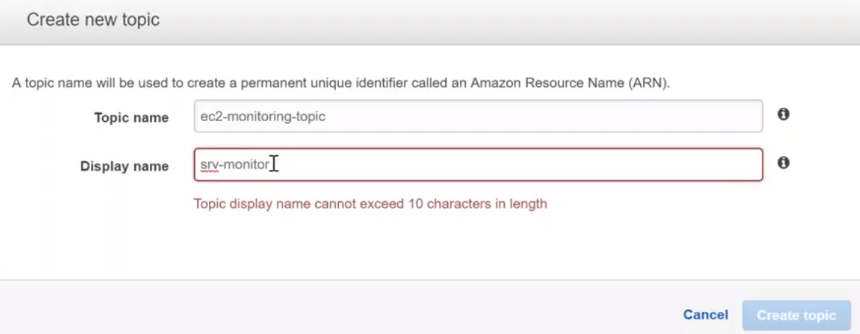 Create new topic
A topic name will be used to create a permanent unique identifier called an Amazon Resource Name (ARN).
Topic name ec2-monitoring-topic
Display name srv-monitor
Topic display name cannot exceed 10 characters in length
Cancel Create topic